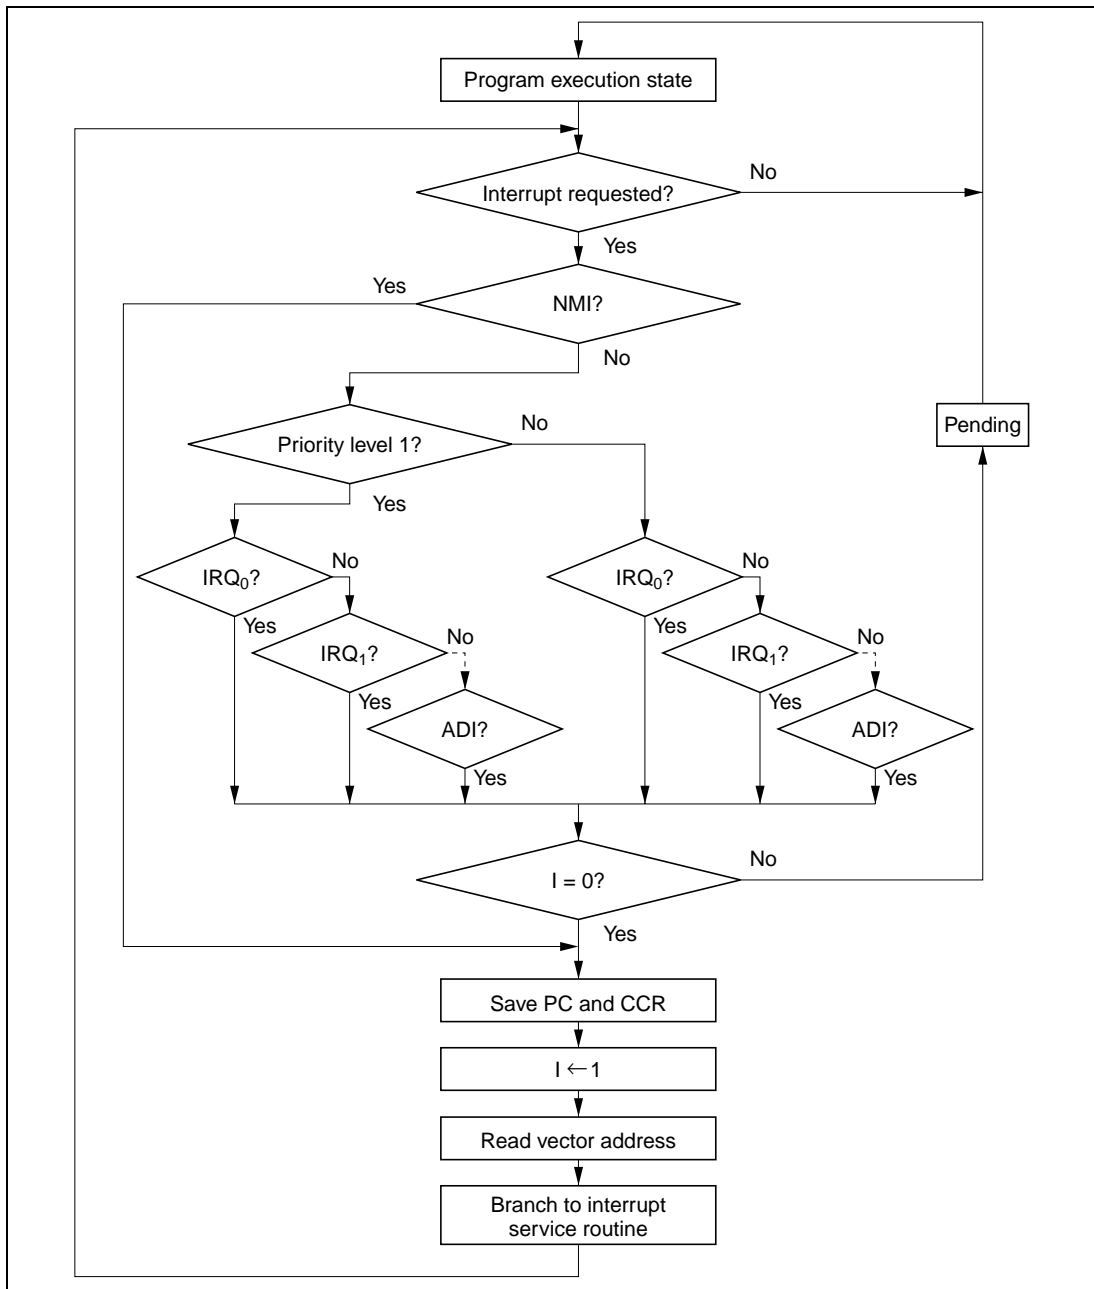 Program execution state
Interrupt requested?
No
Yes
Yes
NMI?
No
Priority level 1?
No
Pending
Yes
IRQ0?
No
IRQ0?
No
Yes
IRQ1?
No
Yes
IRQ1?
No
Yes
ADI?
Yes
ADI?
Yes
Yes
I = 0?
No
Yes
Save PC and CCR
I ←1
Read vector address
Branch to interrupt
service routine